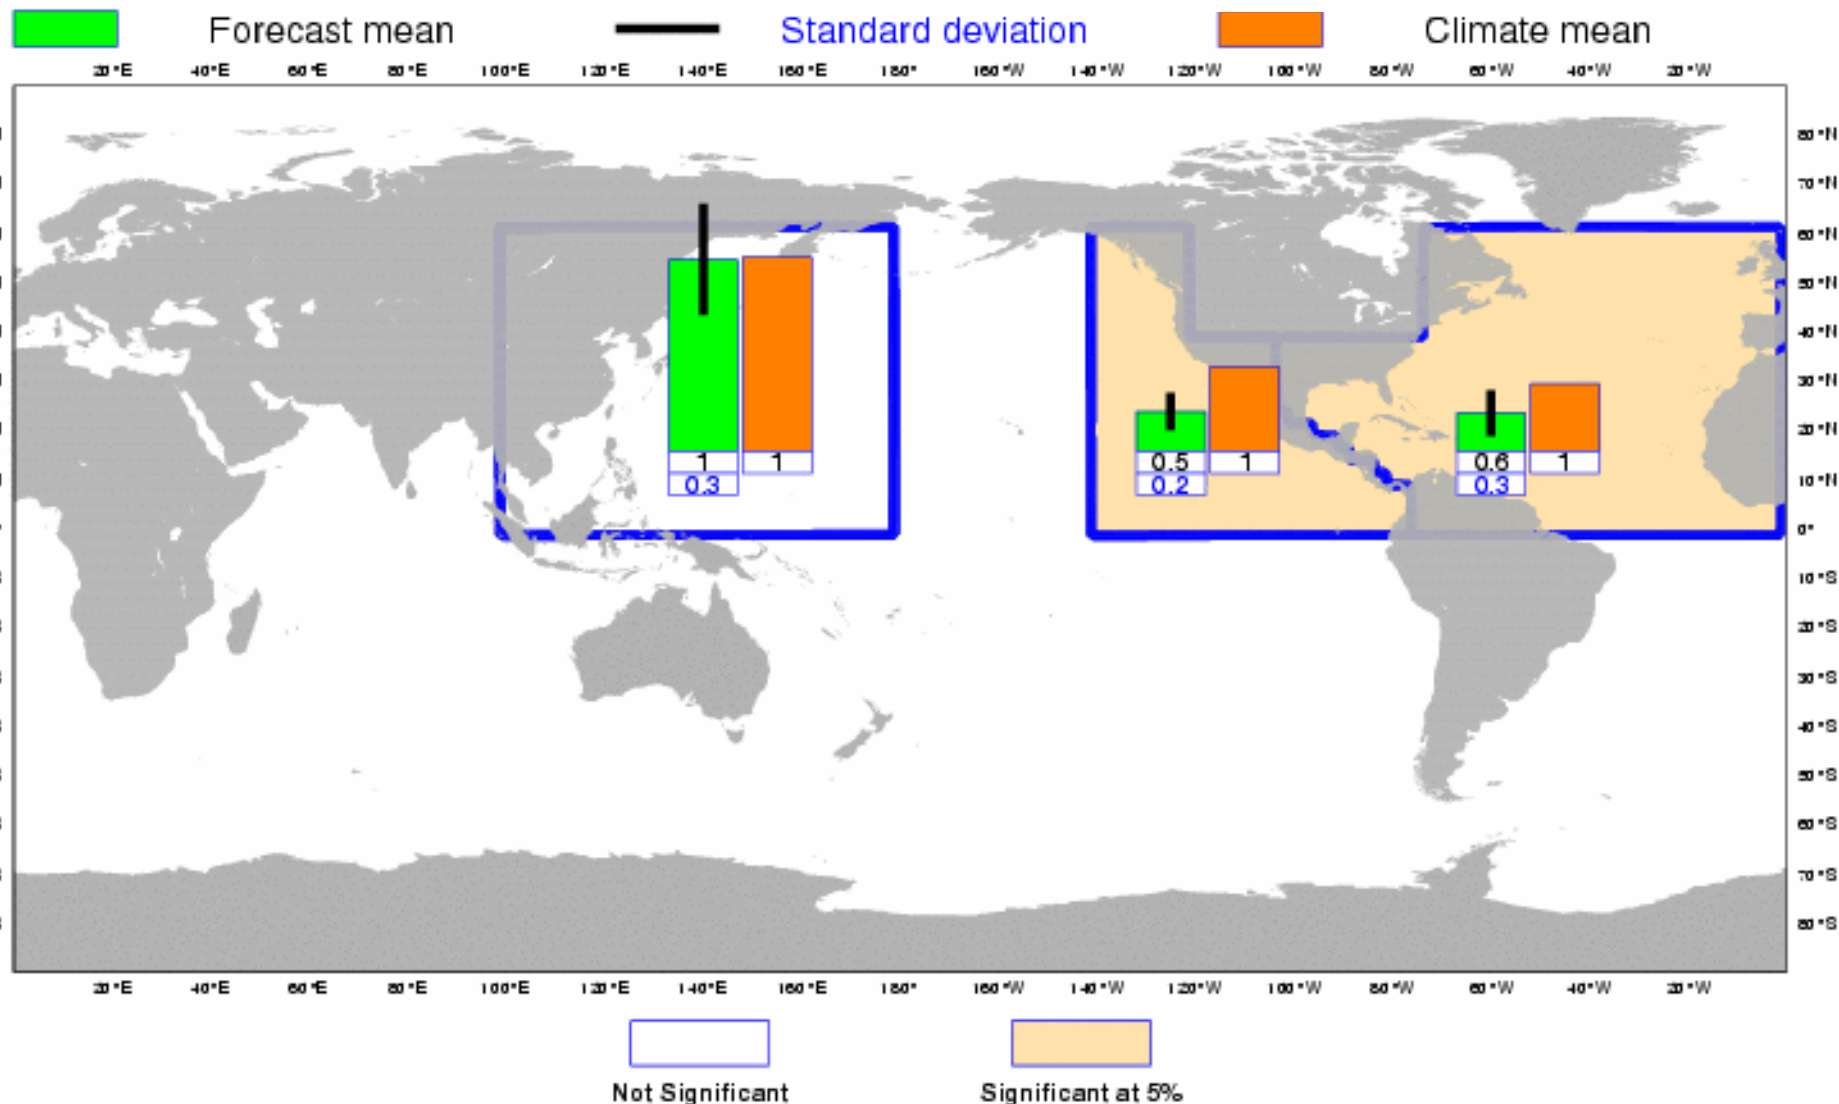 Forecast mean Standard deviation Climate mean
20°E 40°E 60°E 80°E 100°E 120°E 140°E 160°E 180° 160°W 140°W 120°W 100°W 80°W 60°W 40°W 20°W
80°N
70°N
60°N
50°N
40°N
30°N
20°N
1 1 0.5 1 0.6 1
0.3 0.2 0.3
10°N
0°
10°S
20°S
30°S
40°S
50°S
60°S
70°S
80°S
20°E 40°E 60°E 80°E 100°E 120°E 140°E 160°E 180° 160°W 140°W 120°W 100°W 80°W 60°W 40°W 20°W
Not Significant Significant at 5%